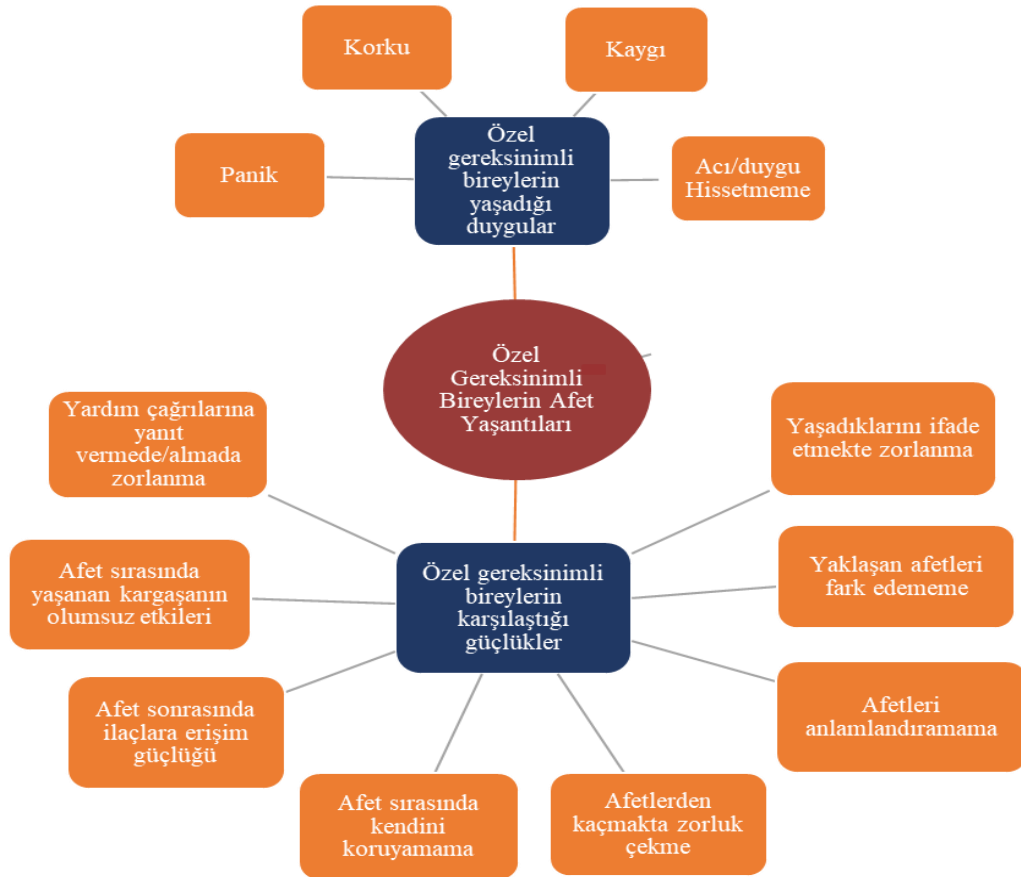 Korku
Kaygı
Panik
Özel
gereksinimli
bireylerin
yaşadığı
duygular
Acı/duygu
Hissetmeme
Özel
Gereksinimli
Bireylerin Afet
Yaşantıları
Yardım çağrılarına
yanıt
vermede/almada
zorlanma
Yaşadıklarını ifade
etmekte zorlanma
Afet sırasında
yaşanan kargaşanın
olumsuz etkileri
Özel gereksinimli
bireylerin
karşılaştığı
güçlükler
Yaklaşan afetleri
fark edememe
Afet sonrasında
ilaçlara erişim
güçlüğü
Afetleri
anlamlandıramama
Afet sırasında
kendini
koruyamama
Afetlerden
kaçmakta zorluk
çekme